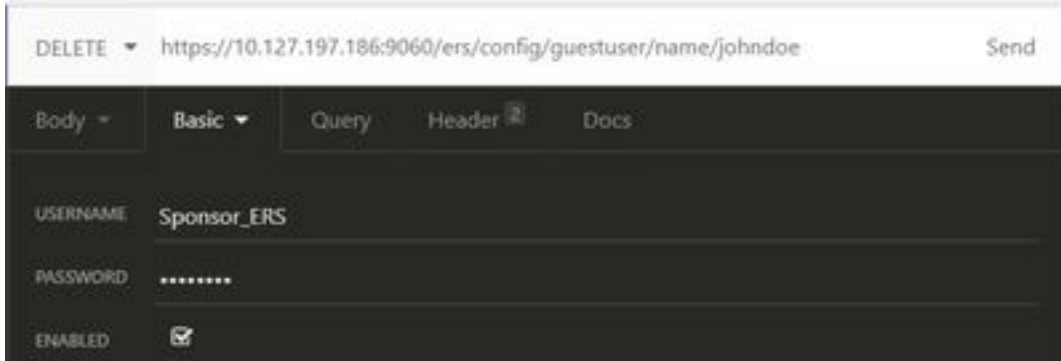 DELETE https://10.127.197.186:9060/ers/config/guestuser/name/johndoe Send
Body Basic Query Header 2 Docs
USERNAME Sponsor_ERS
PASSWORD ••••••••
ENABLED